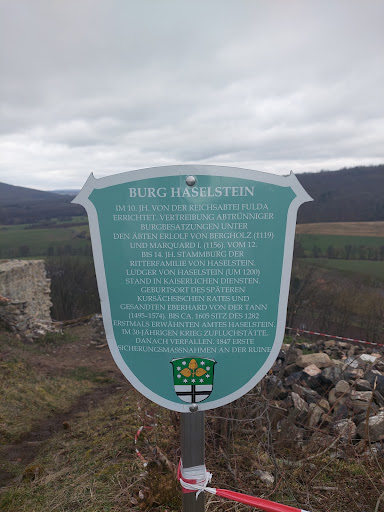 BURG HASELSTEIN
IM 10. JH. VON DER REICHSABTEI FULDA
ERRICHTET. VERTREIBUNG ABTRÜNNIGER
BURGBESATZUNGEN UNTER
DEN ÄBTEN ERLOLF VON BERGHOLZ (1119)
UND MARQUARD I. (1156). VOM 12.
BIS 14. JH. STAMMBURG DER
RITTERFAMILIE VON HASELSTEIN.
LUDGER VON HASELSTEIN (UM 1200)
STAND IN KAISERLICHEN DIENSTEN.
GEBURTSORT DES SPÄTEREN
KURSÄCHSISCHEN RATES UND
GESANDTEN EBERHARD VON DER TANN
(1495-1574). BIS CA. 1605 SITZ DES 1282
ERSTMALS ERWÄHNTEN AMTES HASELSTEIN.
IM 30-JÄHRIGEN KRIEG ZUFLUCHTSTÄTTE,
DANACH VERFALLEN. 1847 ERSTE
SICHERUNGSMASSNAHMEN AN DER RUINE